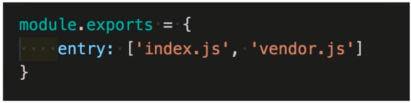 module.exports = {
    entry: ['index.js', 'vendor.js']
}